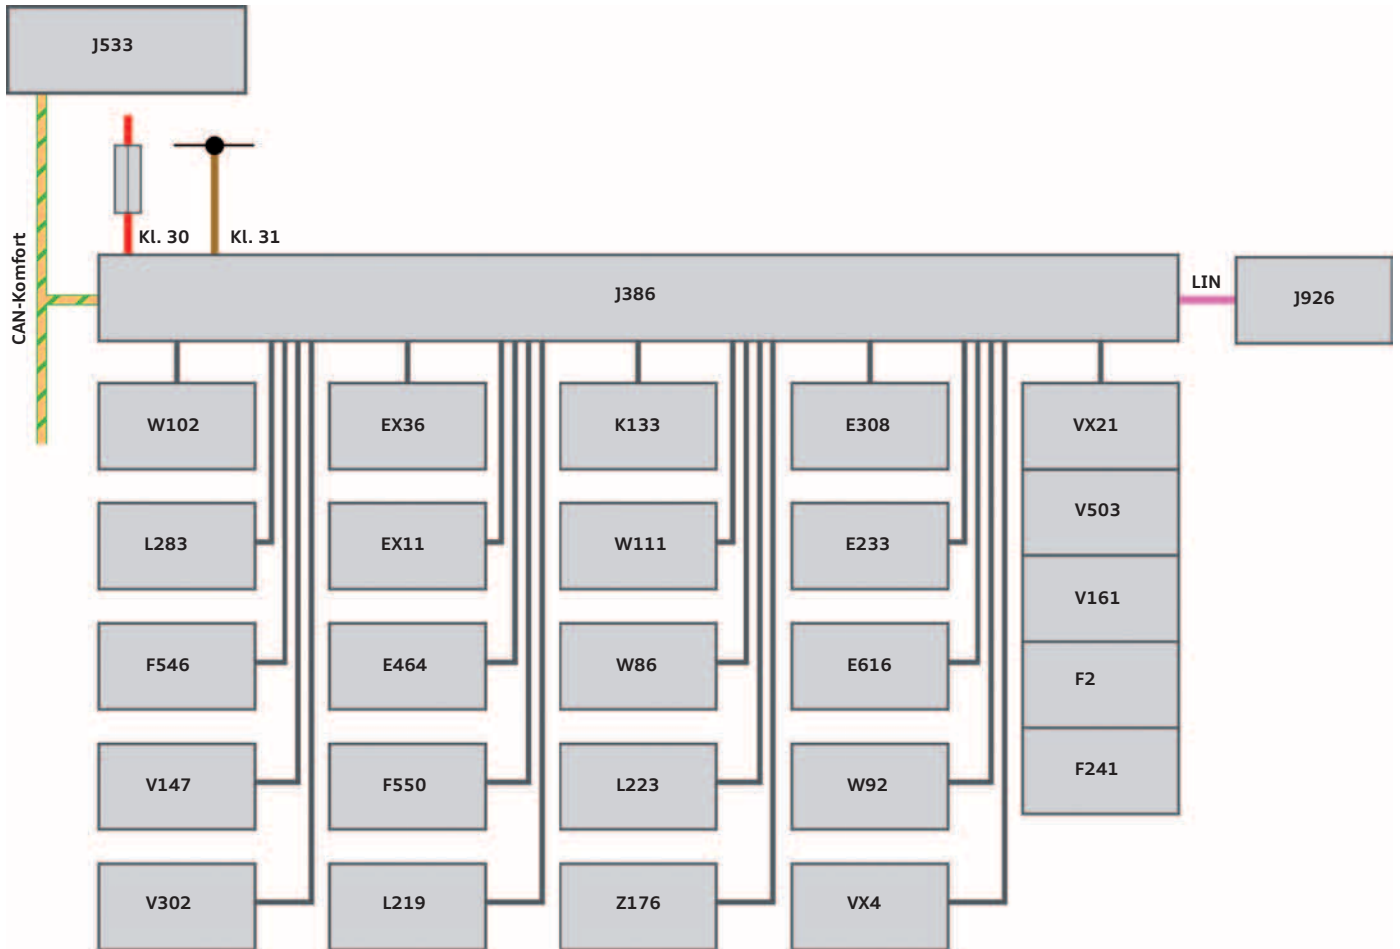 J533
Kl. 30
Kl. 31
CAN-Komfort
J386
LIN
J926
W102
EX36
K133
E308
VX21
L283
EX11
W111
E233
V503
F546
E464
W86
E616
V161
F2
V147
F550
L223
W92
F241
V302
L219
Z176
VX4